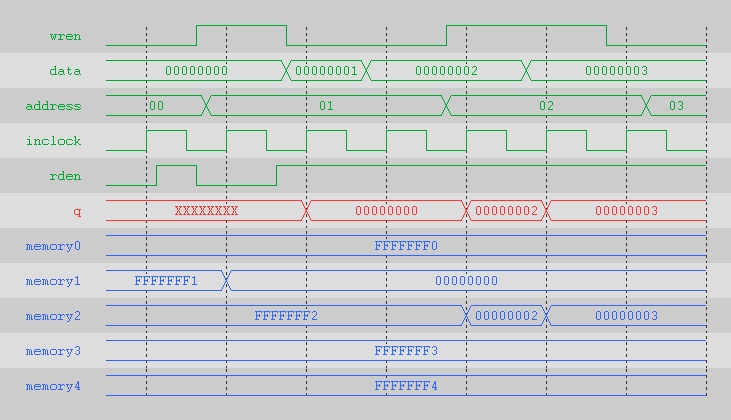 wren
data 00000000 00000001 00000002 00000003
address 00 01 02 03
inclock
rden
q XXXXXXXX 00000000 00000002 00000003
memory0 FFFFFFF0
memory1 FFFFFFF1 00000000
memory2 FFFFFFF2 00000002 00000003
memory3 FFFFFFF3
memory4 FFFFFFF4